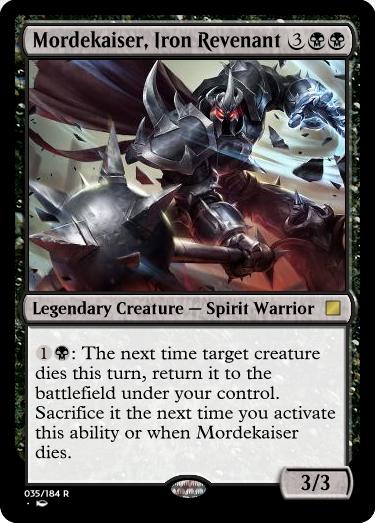 Mordekaiser, Iron Revenant 3
Legendary Creature — Spirit Warrior
1 : The next time target creature
dies this turn, return it to the
battlefield under your control.
Sacrifice it the next time you activate
this ability or when Mordekaiser
dies.
3/3
035/184 R